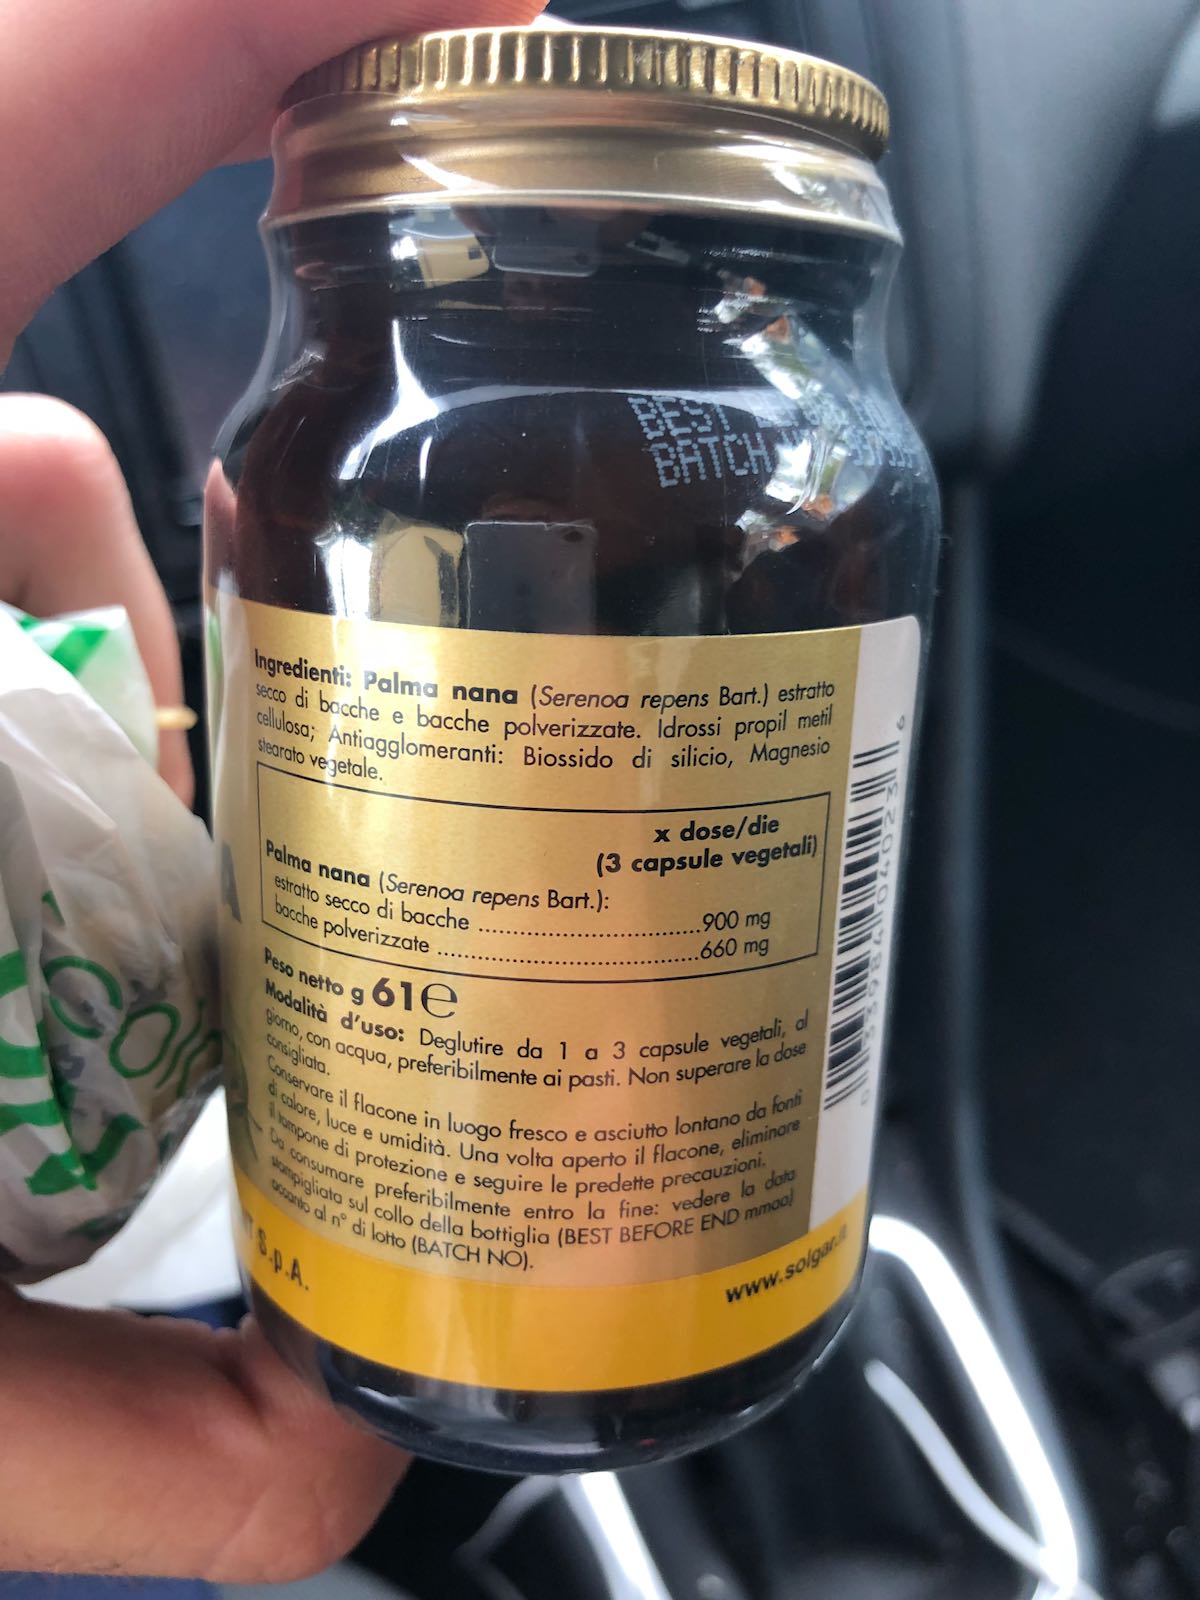 BEST
BATCH
Ingredienti: Palma nana (Serenoa repens Bart.) estratto
secco di bacche e bacche polverizzate. Idrossi propil metil
cellulosa; Antiagglomeranti: Biossido di silicio, Magnesio
stearato vegetale.
x dose/die
(3 capsule vegetali)
Palma nana (Serenoa repens Bart.):
estratto secco di bacche ........................900 mg
bacche polverizzate ............................660 mg
Peso netto g 61 e
Modalità d'uso: Deglutire da 1 a 3 capsule vegetali, al
giorno, con acqua, preferibilmente ai pasti. Non superare la dose
consigliata.
Conservare il flacone in luogo fresco e asciutto lontano da fonti
di calore, luce e umidità. Una volta aperto il flacone, eliminare
il tampone di protezione e seguire le predette precauzioni.
Da consumare preferibilmente entro la fine: vedere la data
stampigliata sul collo della bottiglia (BEST BEFORE END mmaa)
accanto al n° di lotto (BATCH NO).
S.p.A.
www.solgar.it
A